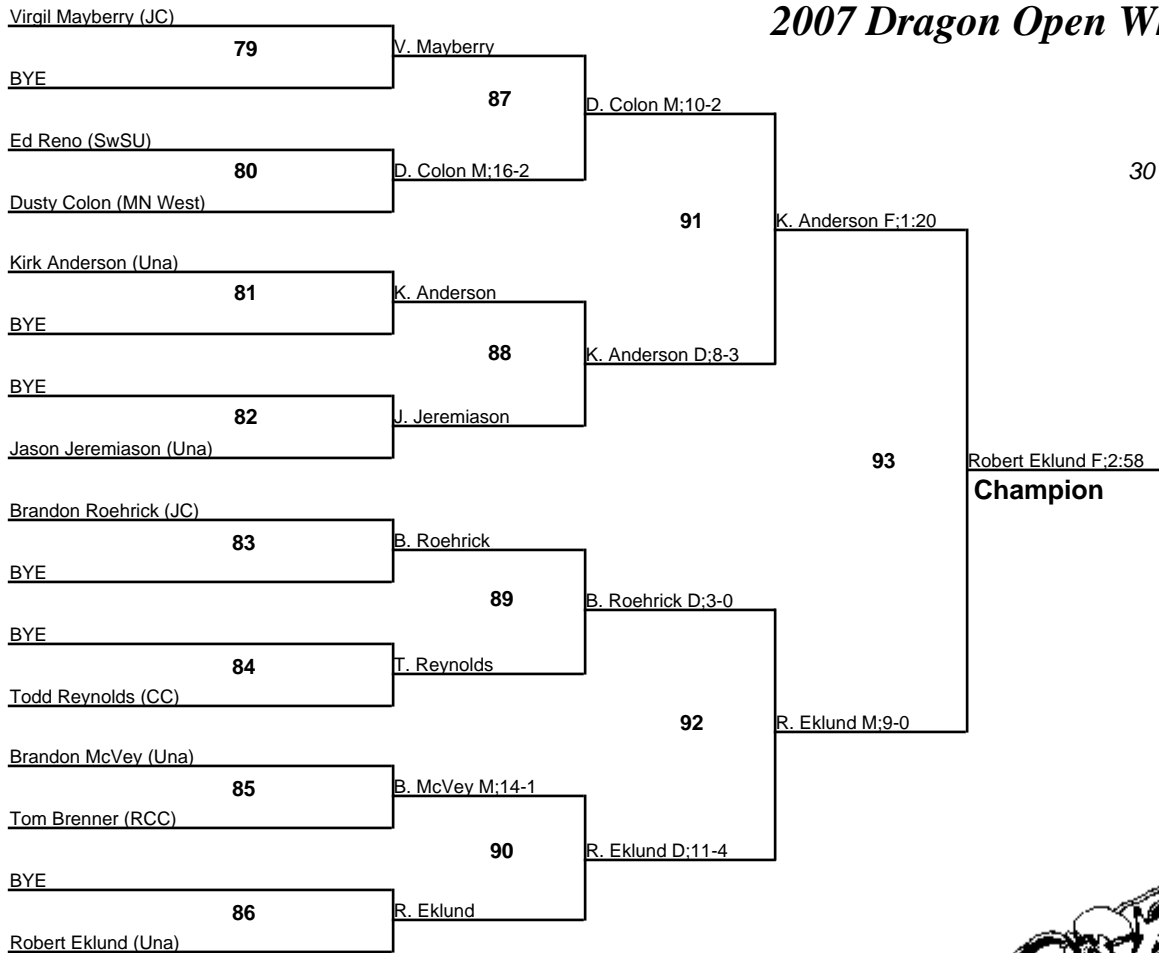 2007 Dragon Open
30
Virgil Mayberry (JC)
79
BYE
V. Mayberry
87
Ed Reno (SwSU)
80
Dusty Colon (MN West)
D. Colon M;16-2
D. Colon M;10-2
91
Kirk Anderson (Una)
81
BYE
K. Anderson
88
BYE
82
Jason Jeremiason (Una)
J. Jeremiason
K. Anderson D;8-3
K. Anderson F;1:20
93
Robert Eklund F;2:58
Champion
Brandon Roehrick (JC)
83
BYE
B. Roehrick
89
BYE
84
Todd Reynolds (CC)
T. Reynolds
B. Roehrick D;3-0
92
R. Eklund M;9-0
Brandon McVey (Una)
85
Tom Brenner (RCC)
B. McVey M;14-1
90
BYE
86
Robert Eklund (Una)
R. Eklund
R. Eklund D;11-4